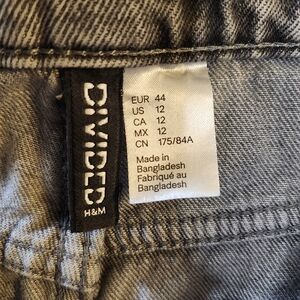 DIVIDED
H&M
EUR 44
US 12
CA 12
MX 12
CN 175/84A
Made in
Bangladesh
Fabriqué au
Bangladesh